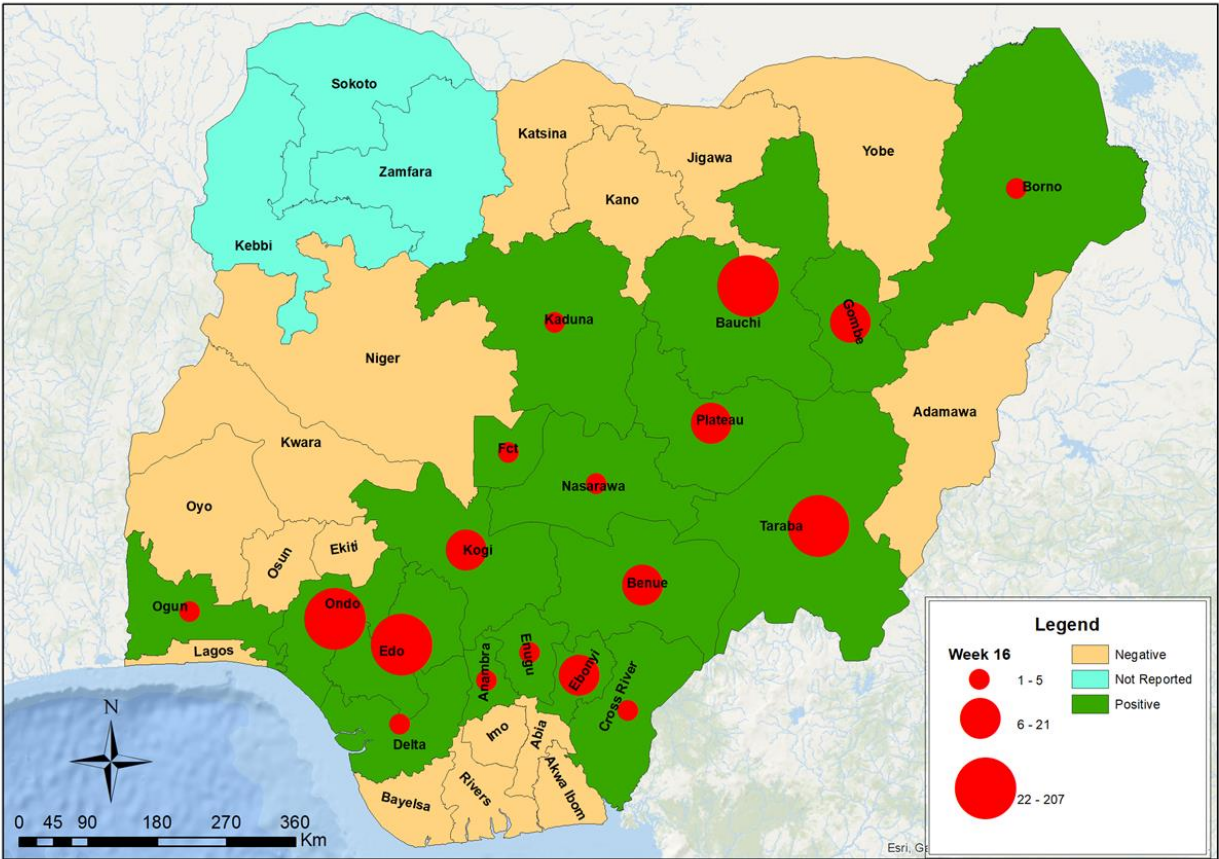 Sokoto
Katsina
Zamfara
Jigawa
Yobe
Kano
Borno
Kebbi
Kaduna
Bauchi
Gombe
Niger
Adamawa
Plateau
Kwara
Fct
Nasarawa
Oyo
Taraba
Osun
Ekiti
Kogi
Benue
Ogun
Ondo
Edo
Lagos
Anambra
Enugu
Ebonyi
Cross River
Delta
Imo
Abia
Akwa Ibom
Rivers
Bayelsa
N
0 45 90 180 270 360
Km
Legend
Week 16
1 - 5
6 - 21
22 - 207
Negative
Not Reported
Positive
Esri,